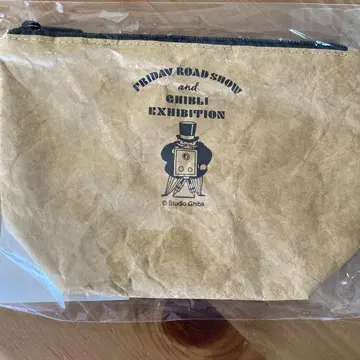 FRIDAY ROAD SHOW
and
GHIBLI
EXHIBITION
© Studio Ghibli